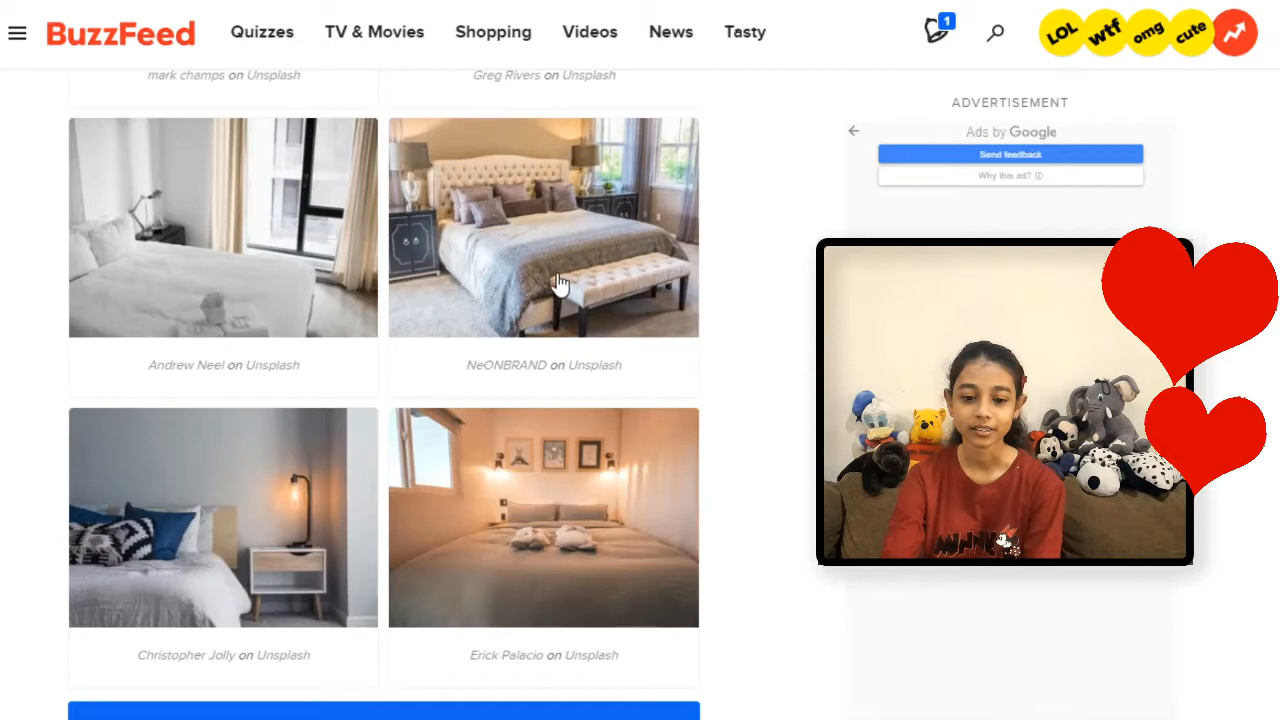 BuzzFeed Quizzes TV & Movies Shopping Videos News Tasty 1 LOL wtf omg cute
mark champs on Unsplash Greg Rivers on Unsplash
ADVERTISEMENT
Ads by Google
Send feedback
Why this ad?
Andrew Neel on Unsplash NeONBRAND on Unsplash
MINNIE
Christopher Jolly on Unsplash Erick Palacio on Unsplash